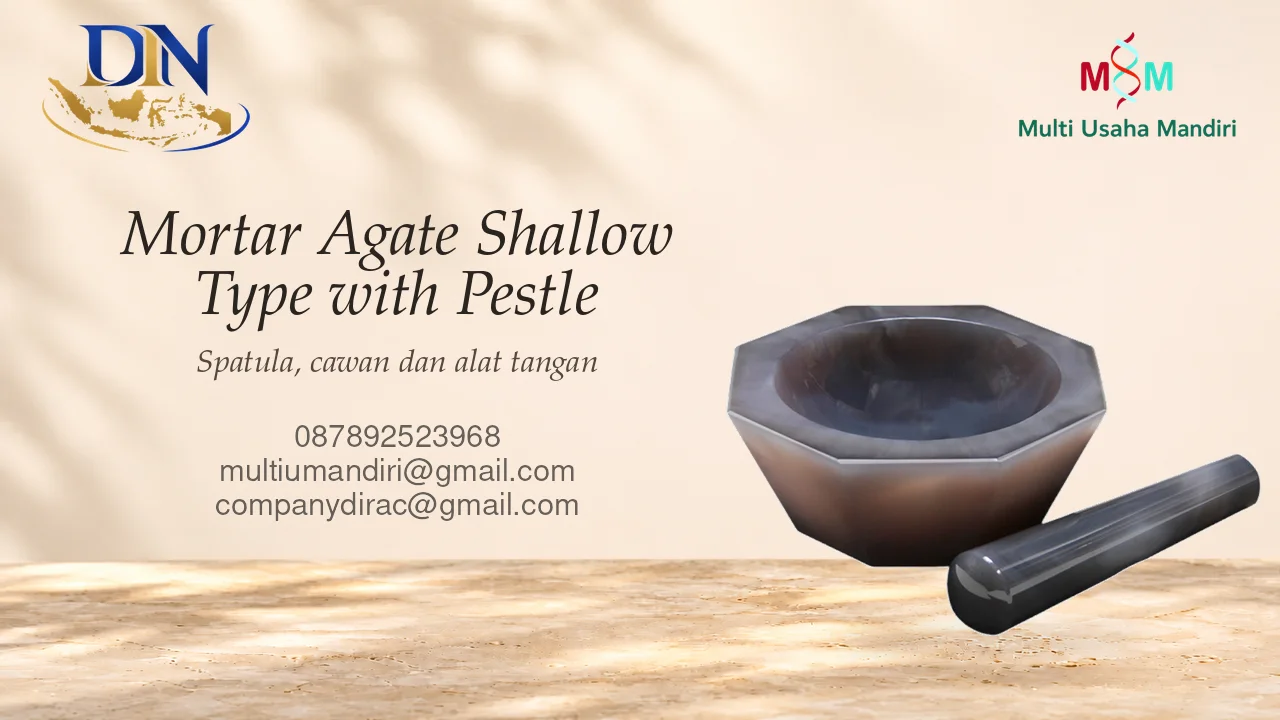 DIN
M M
Multi Usaha Mandiri
Mortar Agate Shallow
Type with Pestle
Spatula, cawan dan alat tangan
087892523968
multiumandiri@gmail.com
companydirac@gmail.com